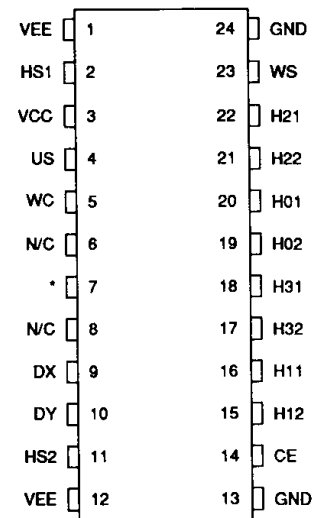 VEE 1 24 GND
HS1 2 23 WS
VCC 3 22 H21
US 4 21 H22
WC 5 20 H01
N/C 6 19 H02
* 7 18 H31
N/C 8 17 H32
DX 9 16 H11
DY 10 15 H12
HS2 11 14 CE
VEE 12 13 GND